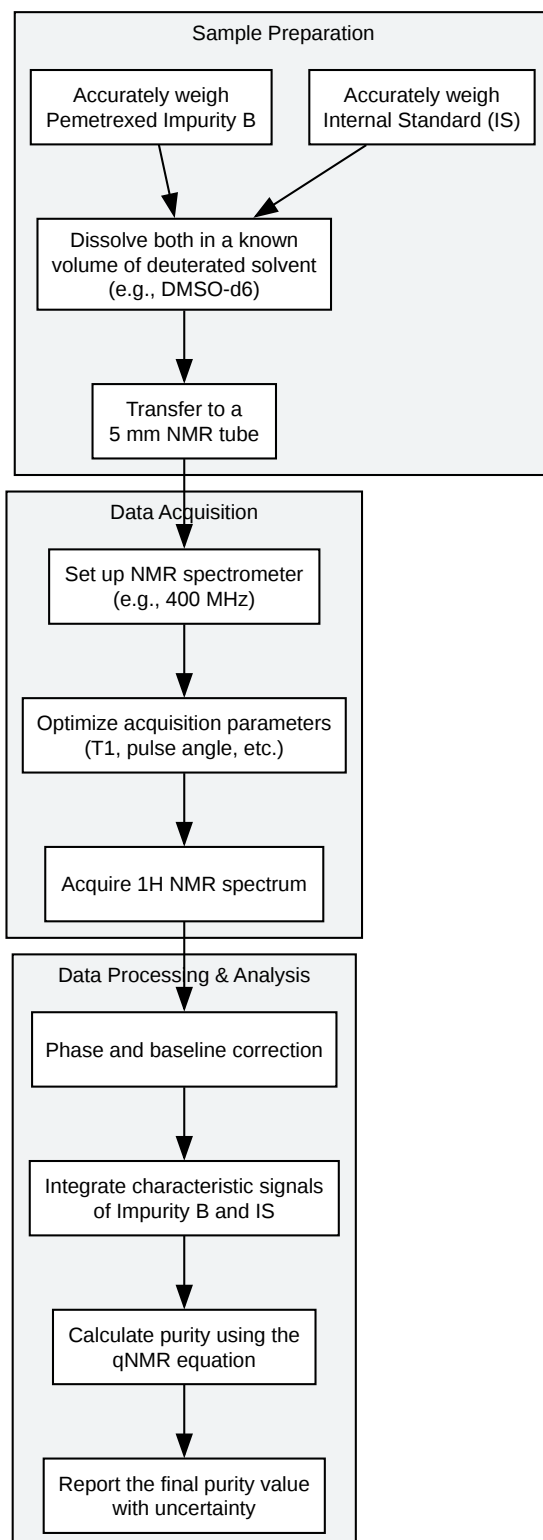 Sample Preparation
Accurately weigh
Pemetrexed Impurity B
Accurately weigh
Internal Standard (IS)
Dissolve both in a known
volume of deuterated solvent
(e.g., DMSO-d6)
Transfer to a
5 mm NMR tube
Data Acquisition
Set up NMR spectrometer
(e.g., 400 MHz)
Optimize acquisition parameters
(T1, pulse angle, etc.)
Acquire 1H NMR spectrum
Data Processing & Analysis
Phase and baseline correction
Integrate characteristic signals
of Impurity B and IS
Calculate purity using the
qNMR equation
Report the final purity value
with uncertainty